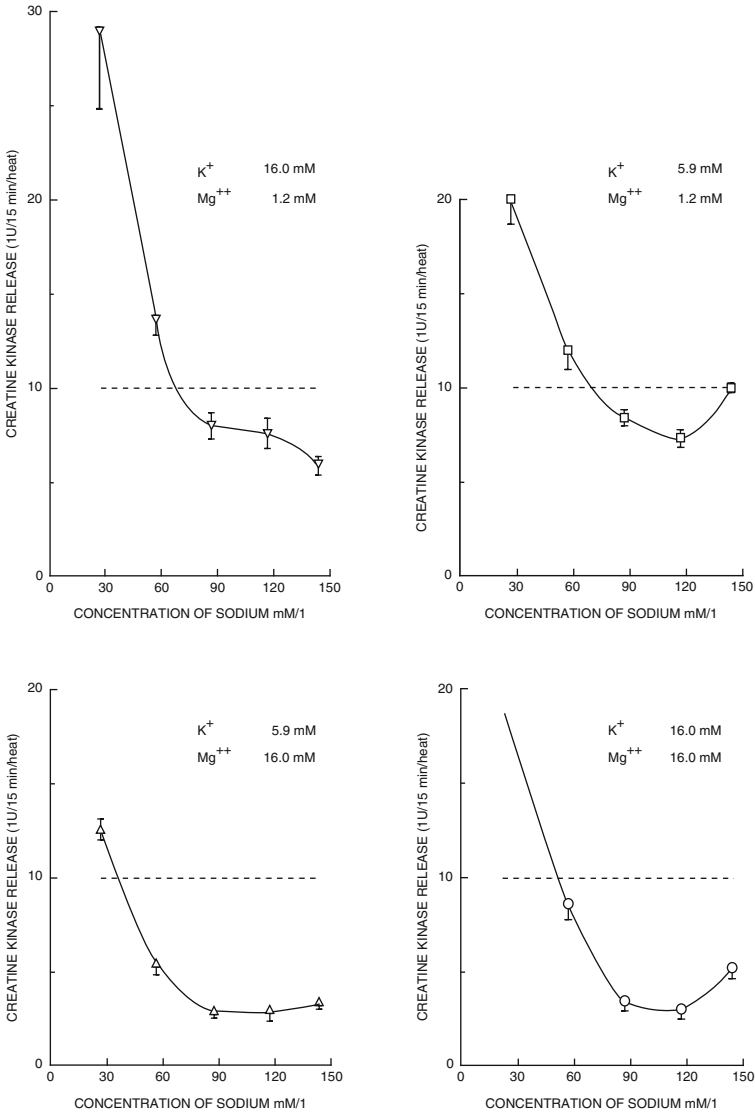 30
20
10
0
CREATINE KINASE RELEASE (1U/15 min/heat)
K+ 16.0 mM
Mg++ 1.2 mM
0 30 60 90 120 150
CONCENTRATION OF SODIUM mM/1
20
10
0
CREATINE KINASE RELEASE (1U/15 min/heat)
K+ 5.9 mM
Mg++ 1.2 mM
0 30 60 90 120 150
CONCENTRATION OF SODIUM mM/1
20
10
0
CREATINE KINASE RELEASE (1U/15 min/heat)
K+ 5.9 mM
Mg++ 16.0 mM
0 30 60 90 120 150
CONCENTRATION OF SODIUM mM/1
20
10
0
CREATINE KINASE RELEASE (1U/15 min/heat)
K+ 16.0 mM
Mg++ 16.0 mM
0 30 60 90 120 150
CONCENTRATION OF SODIUM mM/1